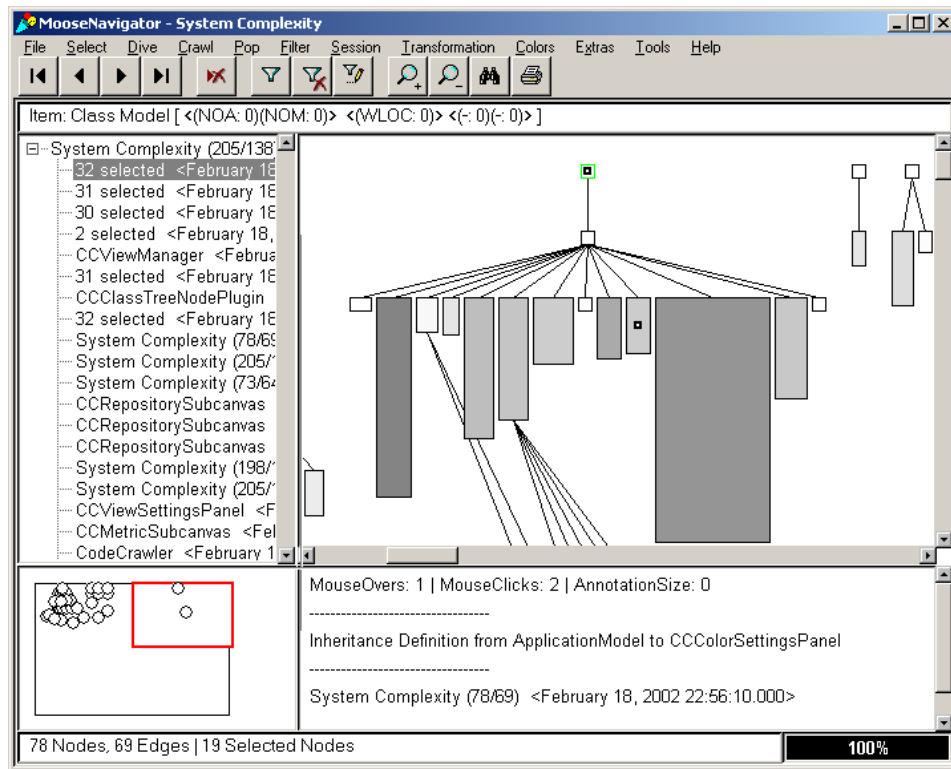 MooseNavigator - System Complexity
File Select Dive Crawl Pop Filter Session Transformation Colors Extras Tools Help
Item: Class Model [ <(NOA: 0)(NOM: 0)> <(WLOC: 0)> <(-: 0)(-: 0)> ]
System Complexity (205/138)
32 selected <February 18
31 selected <February 18
30 selected <February 18
2 selected <February 18,
CCViewManager <Februa
31 selected <February 18
CCClassTreeNodePlugin
32 selected <February 18
System Complexity (78/69
System Complexity (205/1
System Complexity (73/64
CCRepositorySubcanvas
CCRepositorySubcanvas
CCRepositorySubcanvas
System Complexity (198/1
System Complexity (205/1
CCViewSettingsPanel <F
CCMetricSubcanvas <Fel
CodeCrawler <February 1
MouseOvers: 1 | MouseClicks: 2 | AnnotationSize: 0
---------------------------------
Inheritance Definition from ApplicationModel to CCColorSettingsPanel
---------------------------------
System Complexity (78/69) <February 18, 2002 22:56:10.000>
78 Nodes, 69 Edges | 19 Selected Nodes
100%